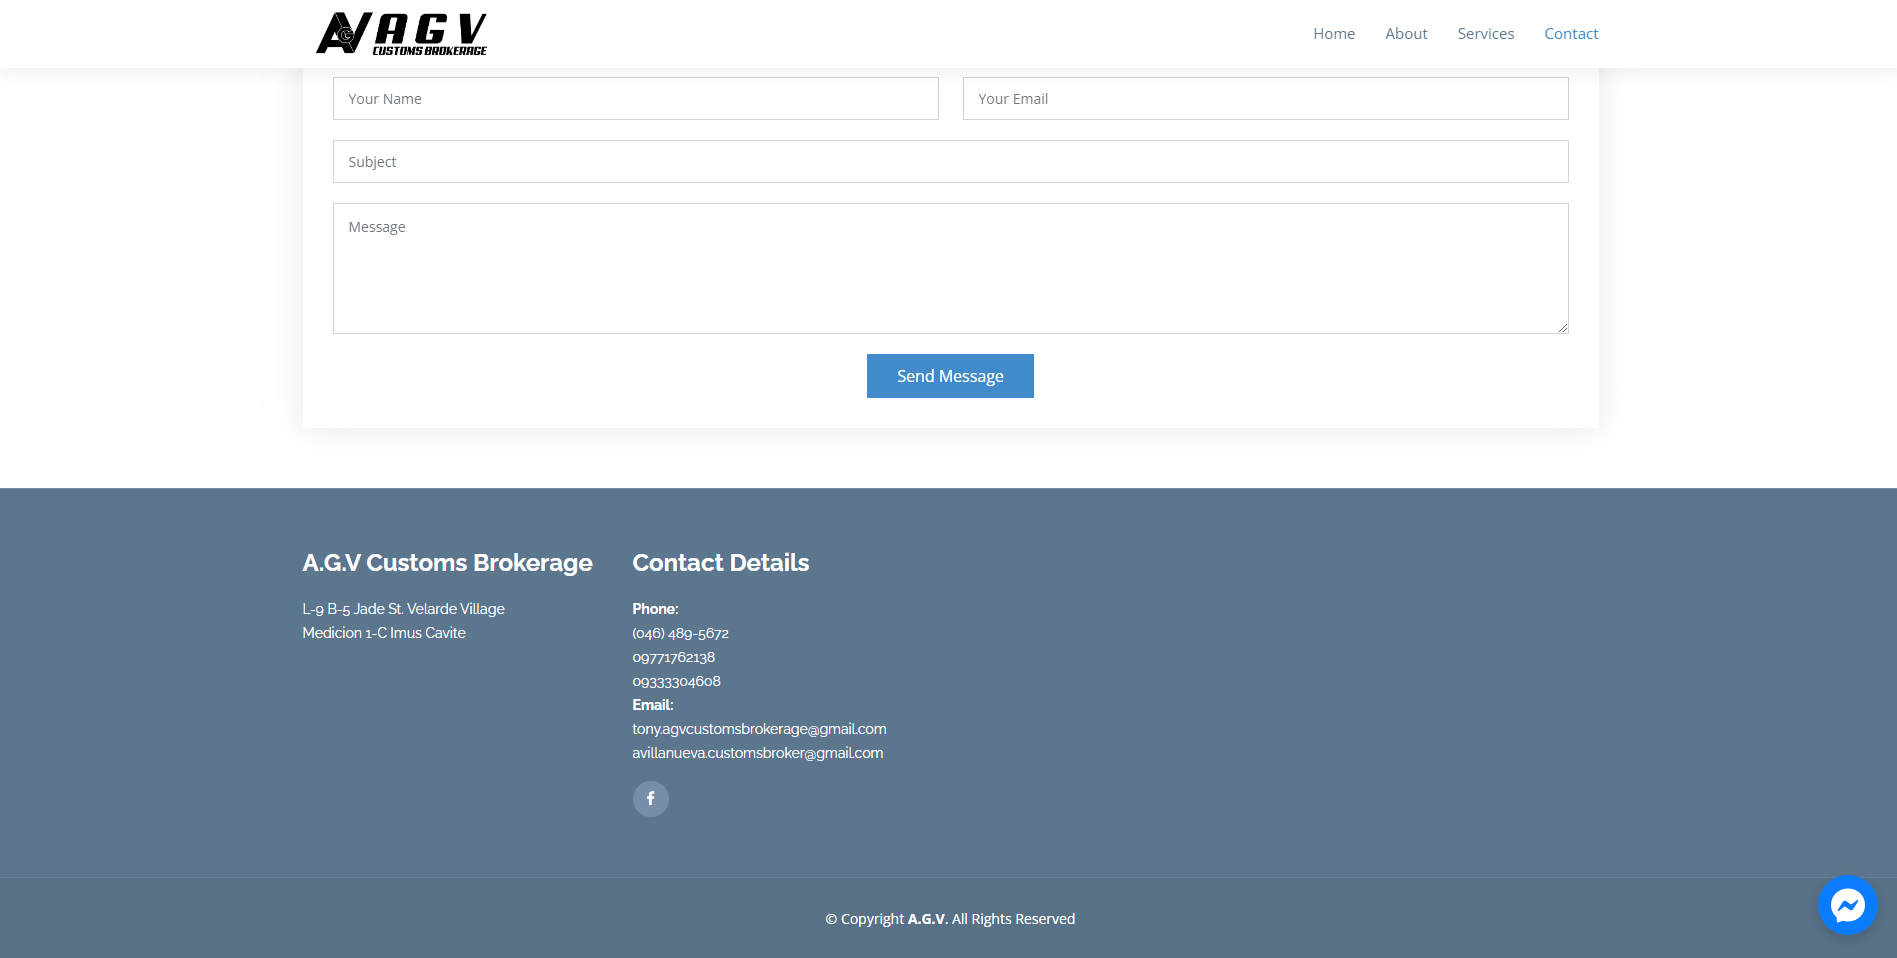 AGV
CUSTOMS BROKERAGE
Home
About
Services
Contact
Your Name
Your Email
Subject
Message
Send Message
A.G.V Customs Brokerage
L-9 B-5 Jade St. Velarde Village
Medicion 1-C Imus Cavite
Contact Details
Phone:
(046) 489-5672
09771762138
09333304608
Email:
tony.agvcustomsbrokerage@gmail.com
avillanueva.customsbroker@gmail.com
© Copyright A.G.V. All Rights Reserved